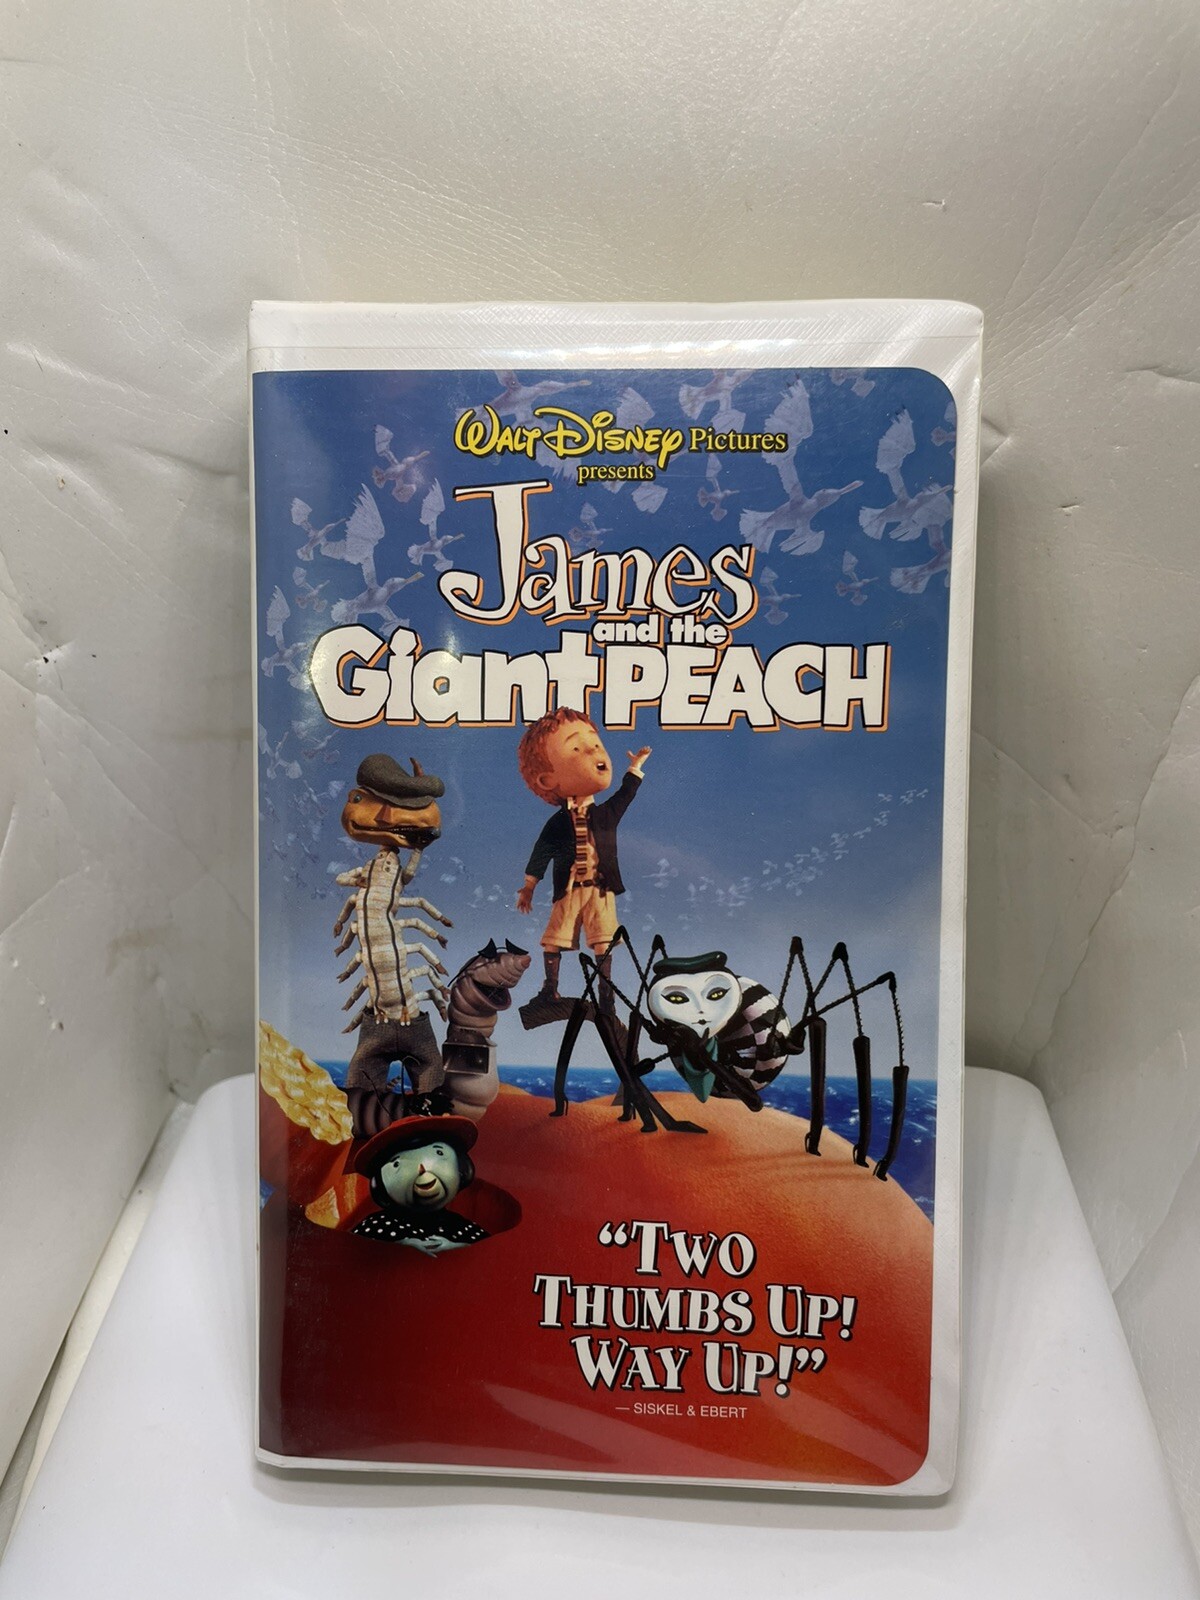 WALT DISNEY Pictures
presents
James
and the
Giant PEACH
"TWO
THUMBS UP!
WAY UP!"
— SISKEL & EBERT